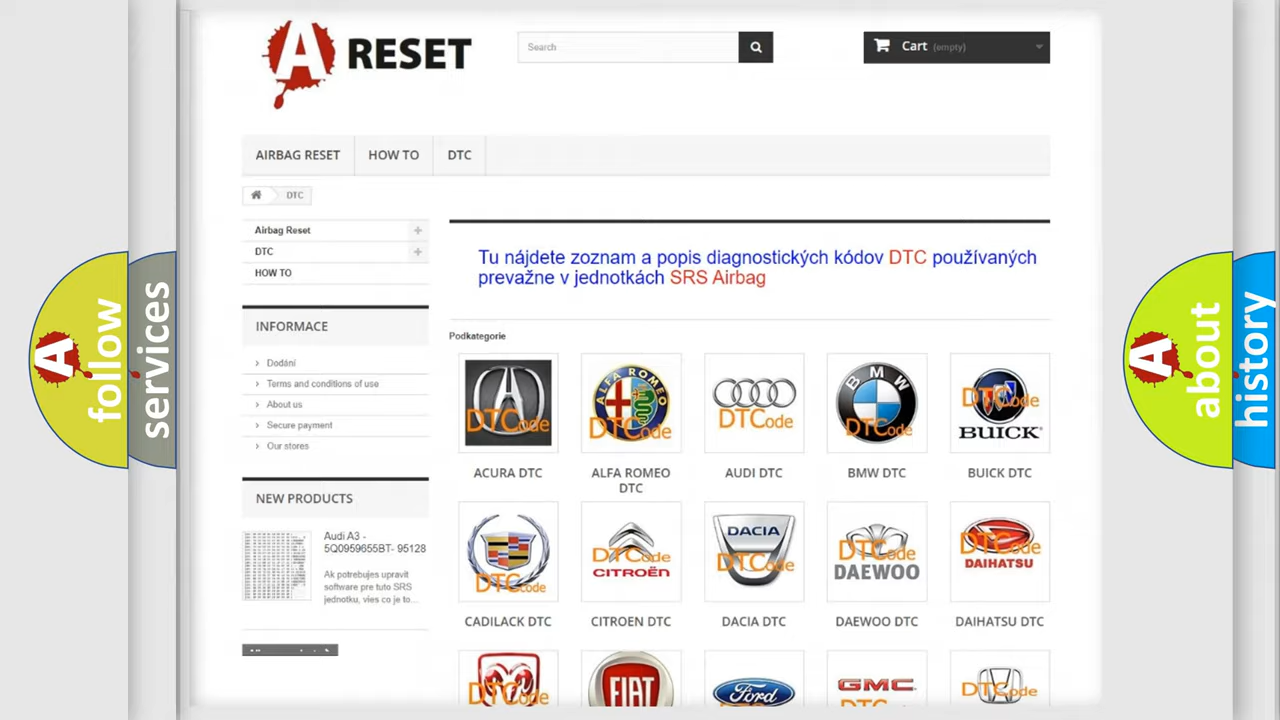 A RESET
Search
Cart (empty)
AIRBAG RESET
HOW TO
DTC
DTC
Airbag Reset
DTC
HOW TO
INFORMACE
Dodání
Terms and conditions of use
About us
Secure payment
Our stores
NEW PRODUCTS
Audi A3 -
5Q0959655BT- 95128
Ak potrebujes upravit
software pre tuto SRS
jednotku, vies co je to...
Tu nájdete zoznam a popis diagnostických kódov DTC používaných
prevažne v jednotkách SRS Airbag
Podkategorie
DTCode
ALFA ROMEO
DTCode
DTCode
BMW
DTCode
DTCode
BUICK
ACURA DTC
ALFA ROMEO
DTC
AUDI DTC
BMW DTC
BUICK DTC
DTCode
DTCode
CITROËN
DACIA
DTCode
DTCode
DAEWOO
DTCode
DAIHATSU
CADILACK DTC
CITROEN DTC
DACIA DTC
DAEWOO DTC
DAIHATSU DTC
DTCode
FIAT
Ford
GMC
DTCode
A follow
services
A about
history